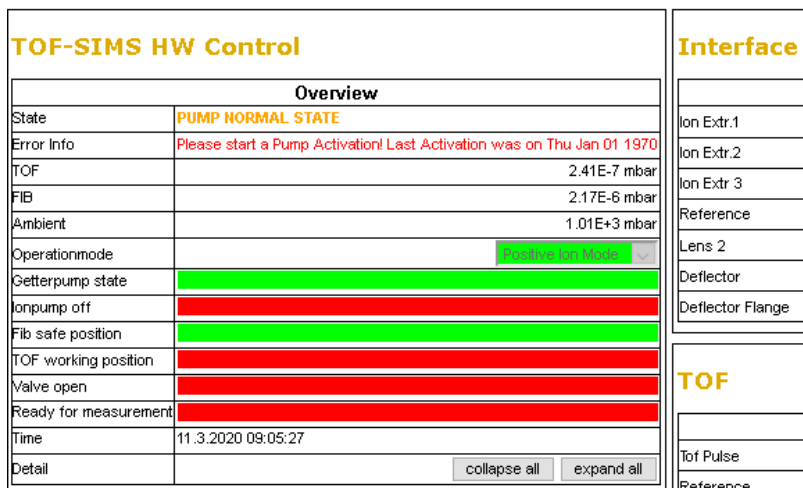 TOF-SIMS HW Control
Overview
State PUMP NORMAL STATE
Error Info Please start a Pump Activation! Last Activation was on Thu Jan 01 1970
TOF 2.41E-7 mbar
FIB 2.17E-6 mbar
Ambient 1.01E+3 mbar
Operationmode Positive Ion Mode
Getterpump state
Ionpump off
Fib safe position
TOF working position
Valve open
Ready for measurement
Time 11.3.2020 09:05:27
Detail collapse all expand all
Interface
Ion Extr.1
Ion Extr.2
Ion Extr 3
Reference
Lens 2
Deflector
Deflector Flange
TOF
Tof Pulse
Reference